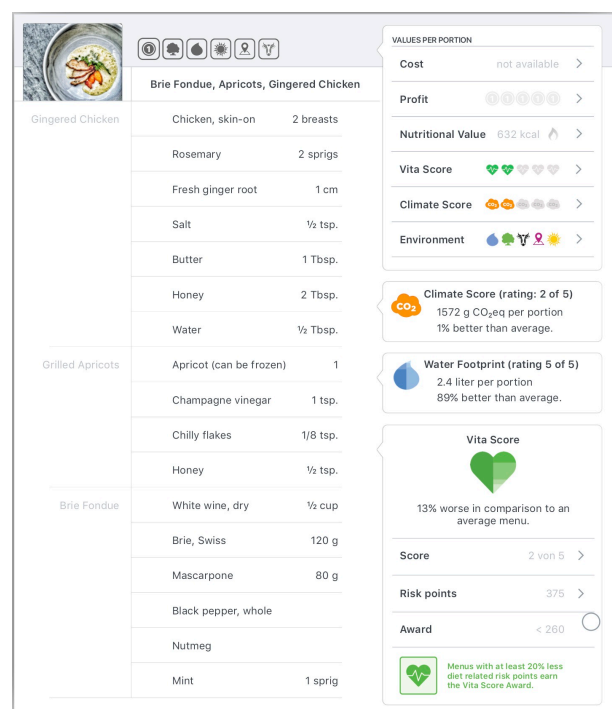 VALUES PER PORTION
Cost not available
Brie Fondue, Apricots, Gingered Chicken
Profit
Gingered Chicken Chicken, skin-on 2 breasts
Nutritional Value 632 kcal
Rosemary 2 sprigs
Vita Score
Fresh ginger root 1 cm
Climate Score CO₂ CO₂
Salt ½ tsp.
Environment
Butter 1 Tbsp.
Honey 2 Tbsp.
Water ½ Tbsp.
Grilled Apricots Apricot (can be frozen) 1
Champagne vinegar 1 tsp.
Chilly flakes 1/8 tsp.
Honey ½ tsp.
Brie Fondue White wine, dry ½ cup
Brie, Swiss 120 g
Mascarpone 80 g
Black pepper, whole
Nutmeg
Mint 1 sprig
CO₂
Climate Score (rating: 2 of 5)
1572 g CO₂eq per portion
1% better than average.
Water Footprint (rating 5 of 5)
2.4 liter per portion
89% better than average.
Vita Score
13% worse in comparison to an
average menu.
Score 2 von 5
Risk points 375
Award < 260
Menus with at least 20% less
diet related risk points earn
the Vita Score Award.